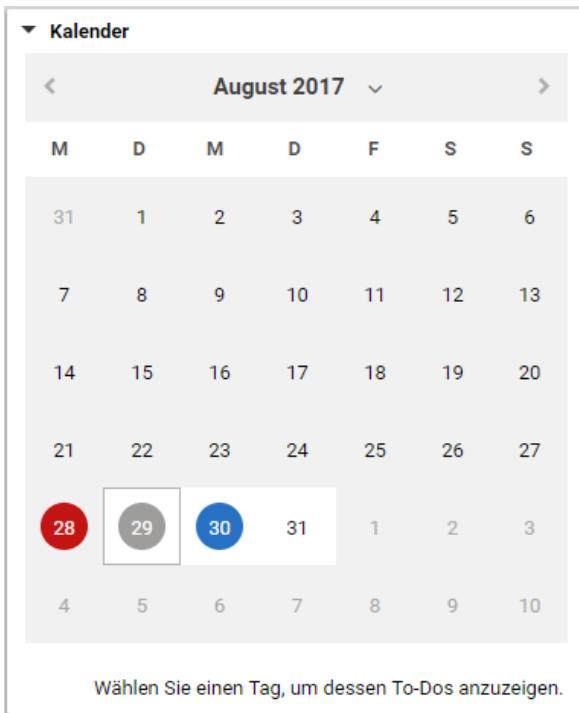 Kalender
August 2017
M D M D F S S
31 1 2 3 4 5 6
7 8 9 10 11 12 13
14 15 16 17 18 19 20
21 22 23 24 25 26 27
28 29 30 31 1 2 3
4 5 6 7 8 9 10
Wählen Sie einen Tag, um dessen To-Dos anzuzeigen.